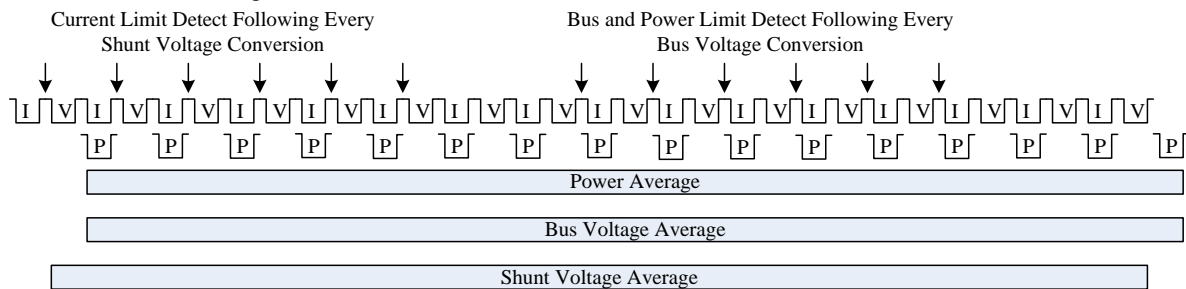 Current Limit Detect Following Every
Shunt Voltage Conversion
Bus and Power Limit Detect Following Every
Bus Voltage Conversion
I V I V I V I V I V I V I V I V I V I V I V I V I V I V I V I V
P P P P P P P P P P P P P P P P
Power Average
Bus Voltage Average
Shunt Voltage Average